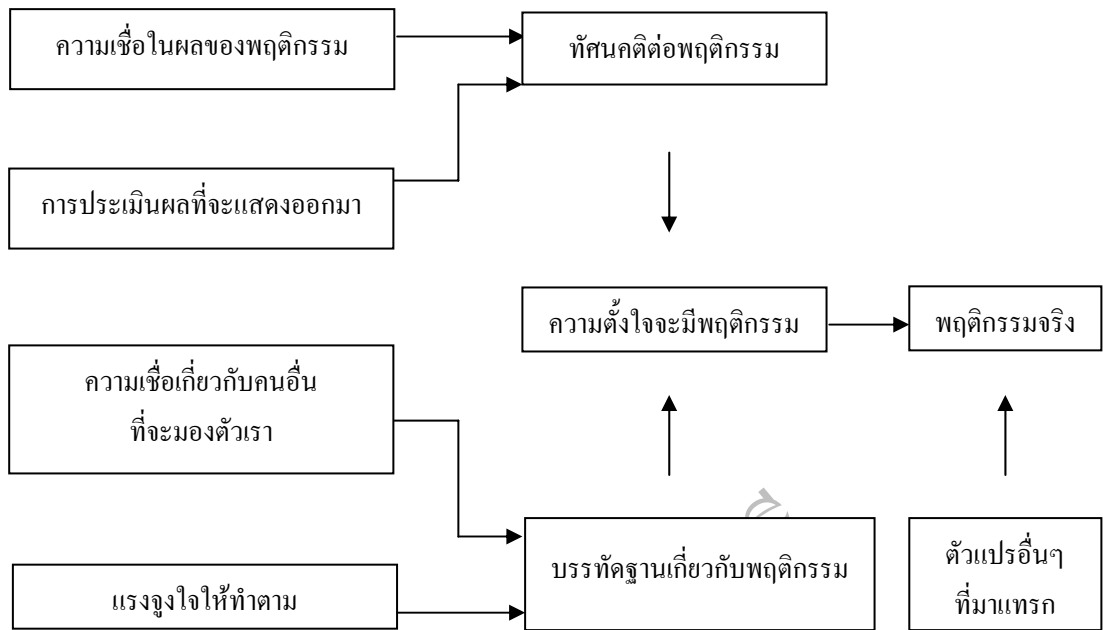 ความเชื่อในผลของพฤติกรรม
ทัศนคติต่อพฤติกรรม
การประเมินผลที่จะแสดงออกมา
ความตั้งใจจะมีพฤติกรรม
พฤติกรรมจริง
ความเชื่อเกี่ยวกับคนอื่น
ที่จะมองตัวเรา
บรรทัดฐานเกี่ยวกับพฤติกรรม
ตัวแปรอื่นๆ
ที่มาแทรก
แรงจูงใจให้ทำตาม